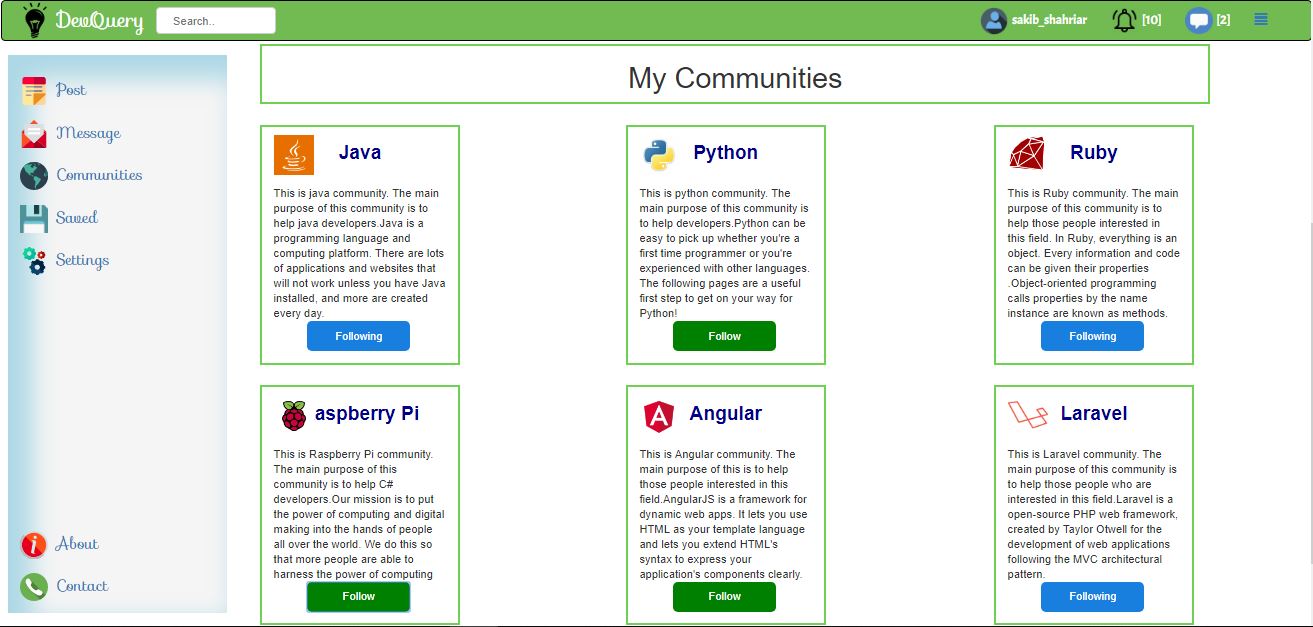 DevQuery
Search..
sakib_shahriar
[10]
[2]
Post
Message
Communities
Saved
Settings
About
Contact
My Communities
Java
This is java community. The main
purpose of this community is to
help java developers.Java is a
programming language and
computing platform. There are lots
of applications and websites that
will not work unless you have Java
installed, and more are created
every day.
Following
Python
This is python community. The
main purpose of this community is
to help developers.Python can be
easy to pick up whether you're a
first time programmer or you're
experienced with other languages.
The following pages are a useful
first step to get on your way for
Python!
Follow
Ruby
This is Ruby community. The main
purpose of this community is to
help those people interested in
this field. In Ruby, everything is an
object. Every information and code
can be given their properties
.Object-oriented programming
calls properties by the name
instance are known as methods.
Following
aspberry Pi
This is Raspberry Pi community.
The main purpose of this
community is to help C#
developers.Our mission is to put
the power of computing and digital
making into the hands of people
all over the world. We do this so
that more people are able to
harness the power of computing
Follow
Angular
This is Angular community. The
main purpose of this is to help
those people interested in this
field.AngularJS is a framework for
dynamic web apps. It lets you use
HTML as your template language
and lets you extend HTML's
syntax to express your
application's components clearly.
Follow
Laravel
This is Laravel community. The
main purpose of this community is
to help those people who are
interested in this field.Laravel is a
open-source PHP web framework,
created by Taylor Otwell for the
development of web applications
following the MVC architectural
pattern.
Following